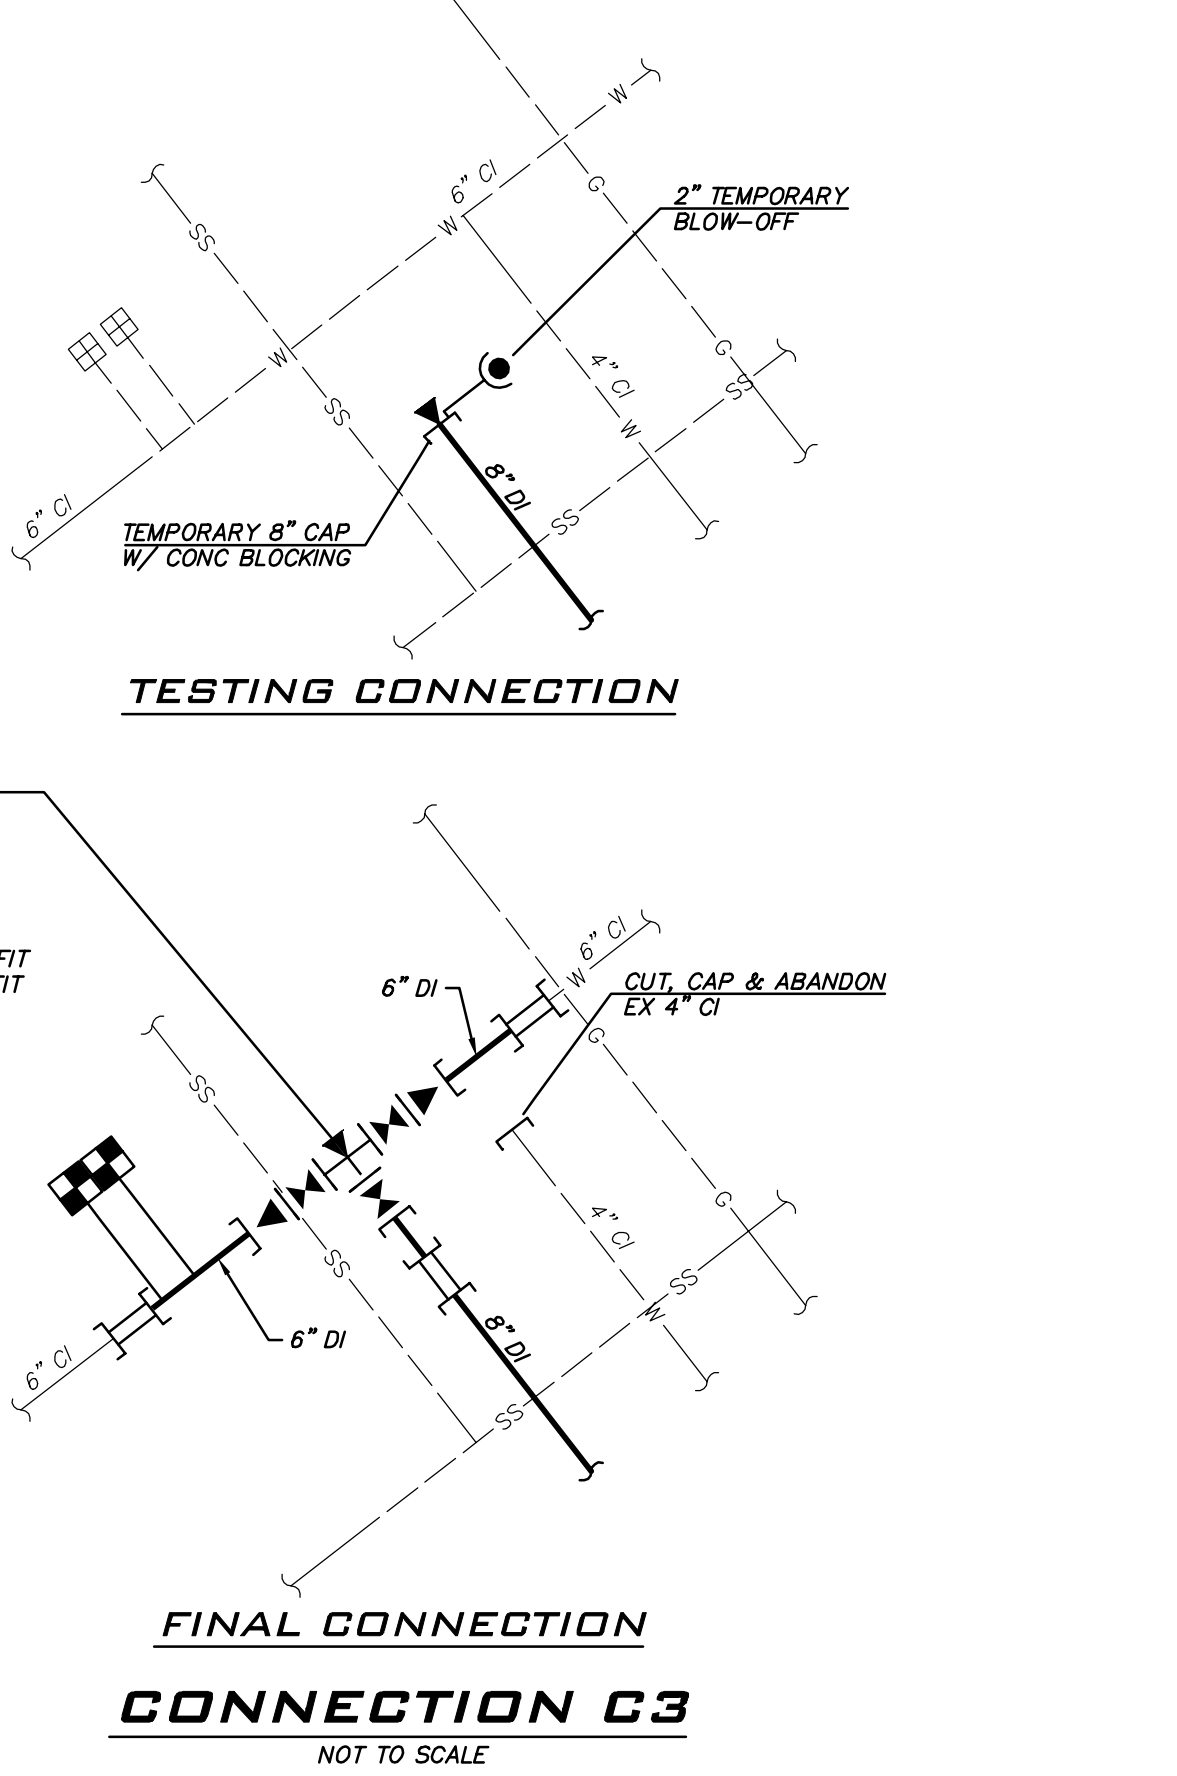 W
6" CI
W
G
2" TEMPORARY
BLOW-OFF
SS
W
G
4" CI
SS
SS
W
8" DI
6" CI
SS
TEMPORARY 8" CAP
W/ CONC BLOCKING
TESTING CONNECTION
FIT
6" CI
W
CUT, CAP & ABANDON
EX 4" CI
6" DI
G
SS
G
4" CI
SS
SS
W
8" DI
6" DI
6" CI
SS
FINAL CONNECTION
CONNECTION C3
NOT TO SCALE